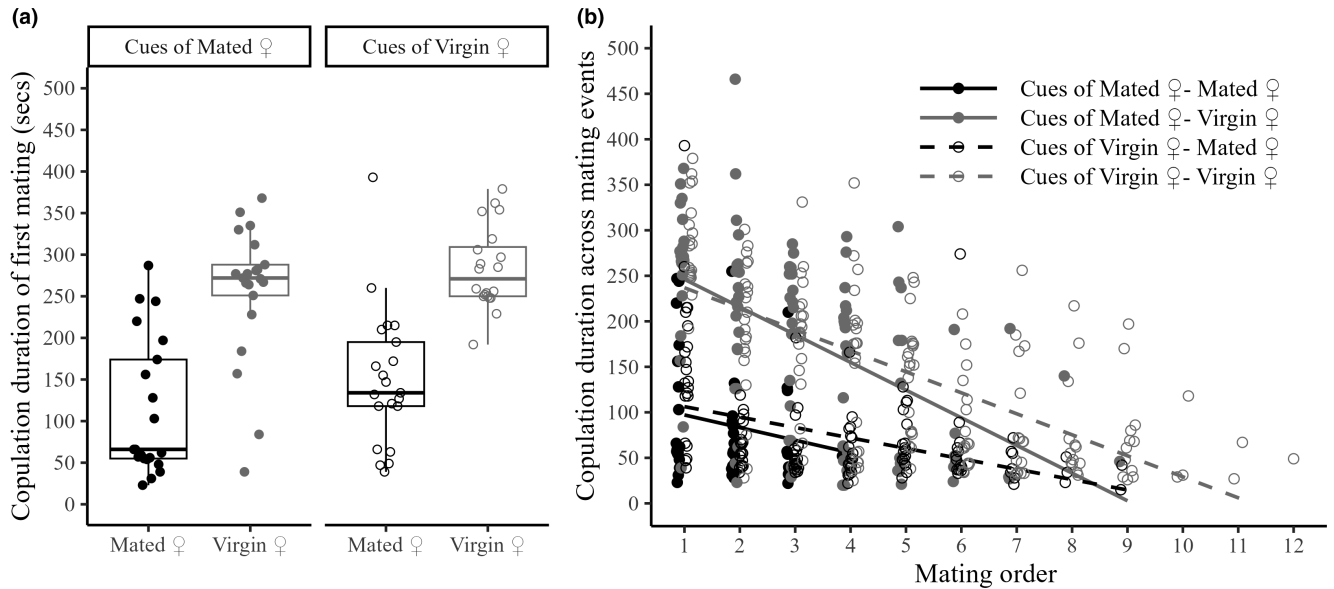 (a)
Cues of Mated ♀
Cues of Virgin ♀
Copulation duration of first mating (secs)
500
450
400
350
300
250
200
150
100
50
0
Mated ♀
Virgin ♀
Mated ♀
Virgin ♀
(b)
Copulation duration across mating events
500
450
400
350
300
250
200
150
100
50
0
Cues of Mated ♀- Mated ♀
Cues of Mated ♀- Virgin ♀
Cues of Virgin ♀- Mated ♀
Cues of Virgin ♀- Virgin ♀
1 2 3 4 5 6 7 8 9 10 11 12
Mating order